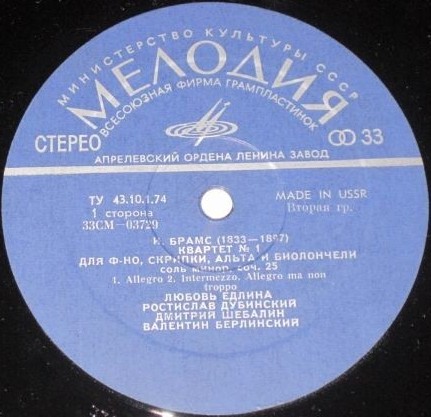 МИНИСТЕРСТВО КУЛЬТУРЫ СССР
МЕЛОДИЯ
ВСЕСОЮЗНАЯ ФИРМА ГРАМПЛАСТИНОК
СТЕРЕО
33
АПРЕЛЕВСКИЙ ОРДЕНА ЛЕНИНА ЗАВОД
ТУ 43.10.1.74
MADE IN USSR
1 сторона
Вторая гр.
33СМ—03729
И. БРАМС (1833—1897)
КВАРТЕТ № 1
ДЛЯ Ф-НО, СКРИПКИ, АЛЬТА И ВИОЛОНЧЕЛИ
соль минор, соч. 25
1. Allegro 2. Intermezzo. Allegro ma non
troppo
ЛЮБОВЬ ЕДЛИНА
РОСТИСЛАВ ДУБИНСКИЙ
ДМИТРИЙ ШЕБАЛИН
ВАЛЕНТИН БЕРЛИНСКИЙ